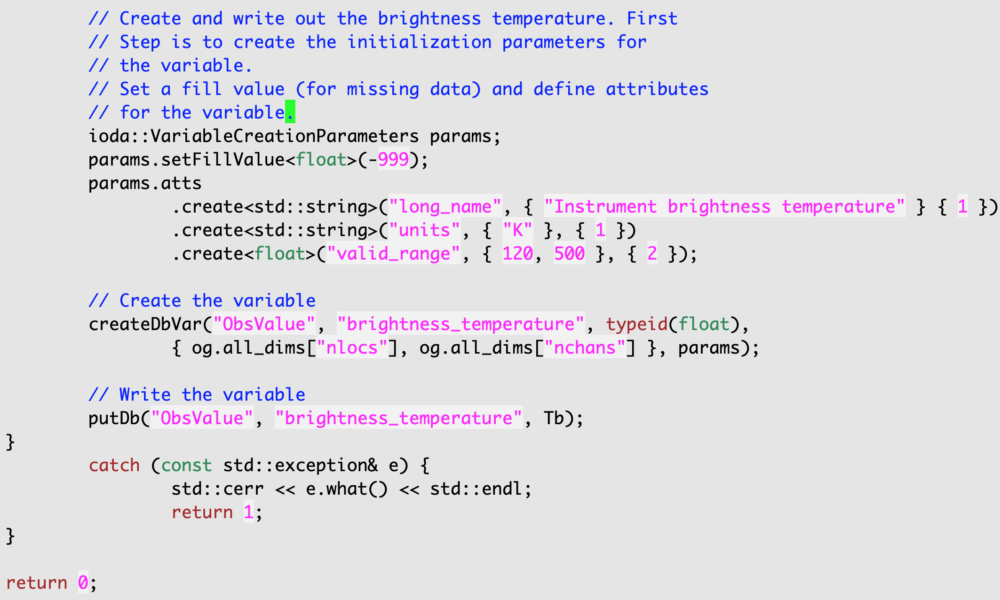 // Create and write out the brightness temperature. First
// Step is to create the initialization parameters for
// the variable.
// Set a fill value (for missing data) and define attributes
// for the variable.
ioda::VariableCreationParameters params;
params.setFillValue<float>(-999);
params.atts
.create<std::string>("long_name", { "Instrument brightness temperature" } { 1 })
.create<std::string>("units", { "K" }, { 1 })
.create<float>("valid_range", { 120, 500 }, { 2 });
// Create the variable
createDbVar("ObsValue", "brightness_temperature", typeid(float),
{ og.all_dims["nlocs"], og.all_dims["nchans"] }, params);
// Write the variable
putDb("ObsValue", "brightness_temperature", Tb);
}
catch (const std::exception& e) {
std::cerr << e.what() << std::endl;
return 1;
}
return 0;